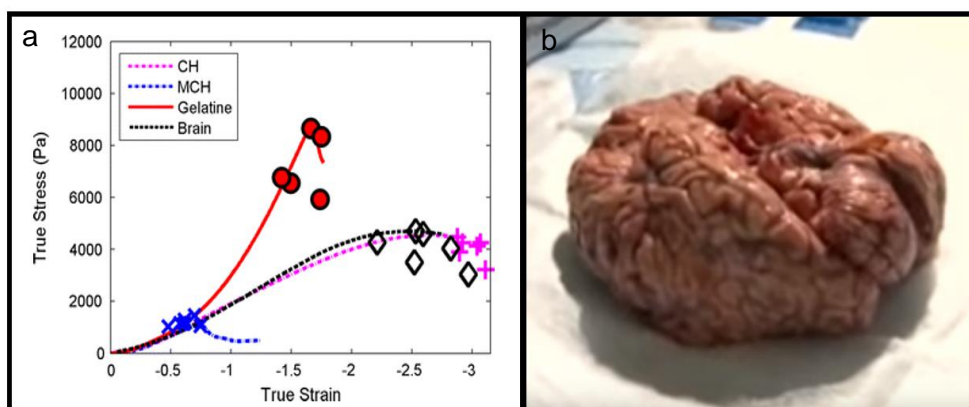 a
12000
10000
8000
6000
4000
2000
0
True Stress (Pa)
CH
MCH
Gelatine
Brain
0
-0.5
-1
-1.5
-2
-2.5
-3
True Strain
b